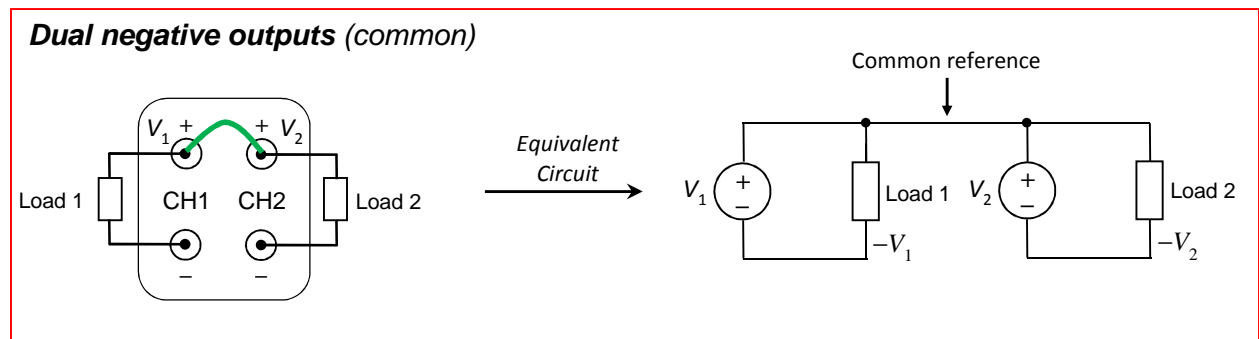 Dual negative outputs (common)
V1 + + V2
Load 1 CH1 CH2 Load 2
− −
Equivalent
Circuit
Common reference
V1 + − Load 1 −V1
V2 + − Load 2 −V2